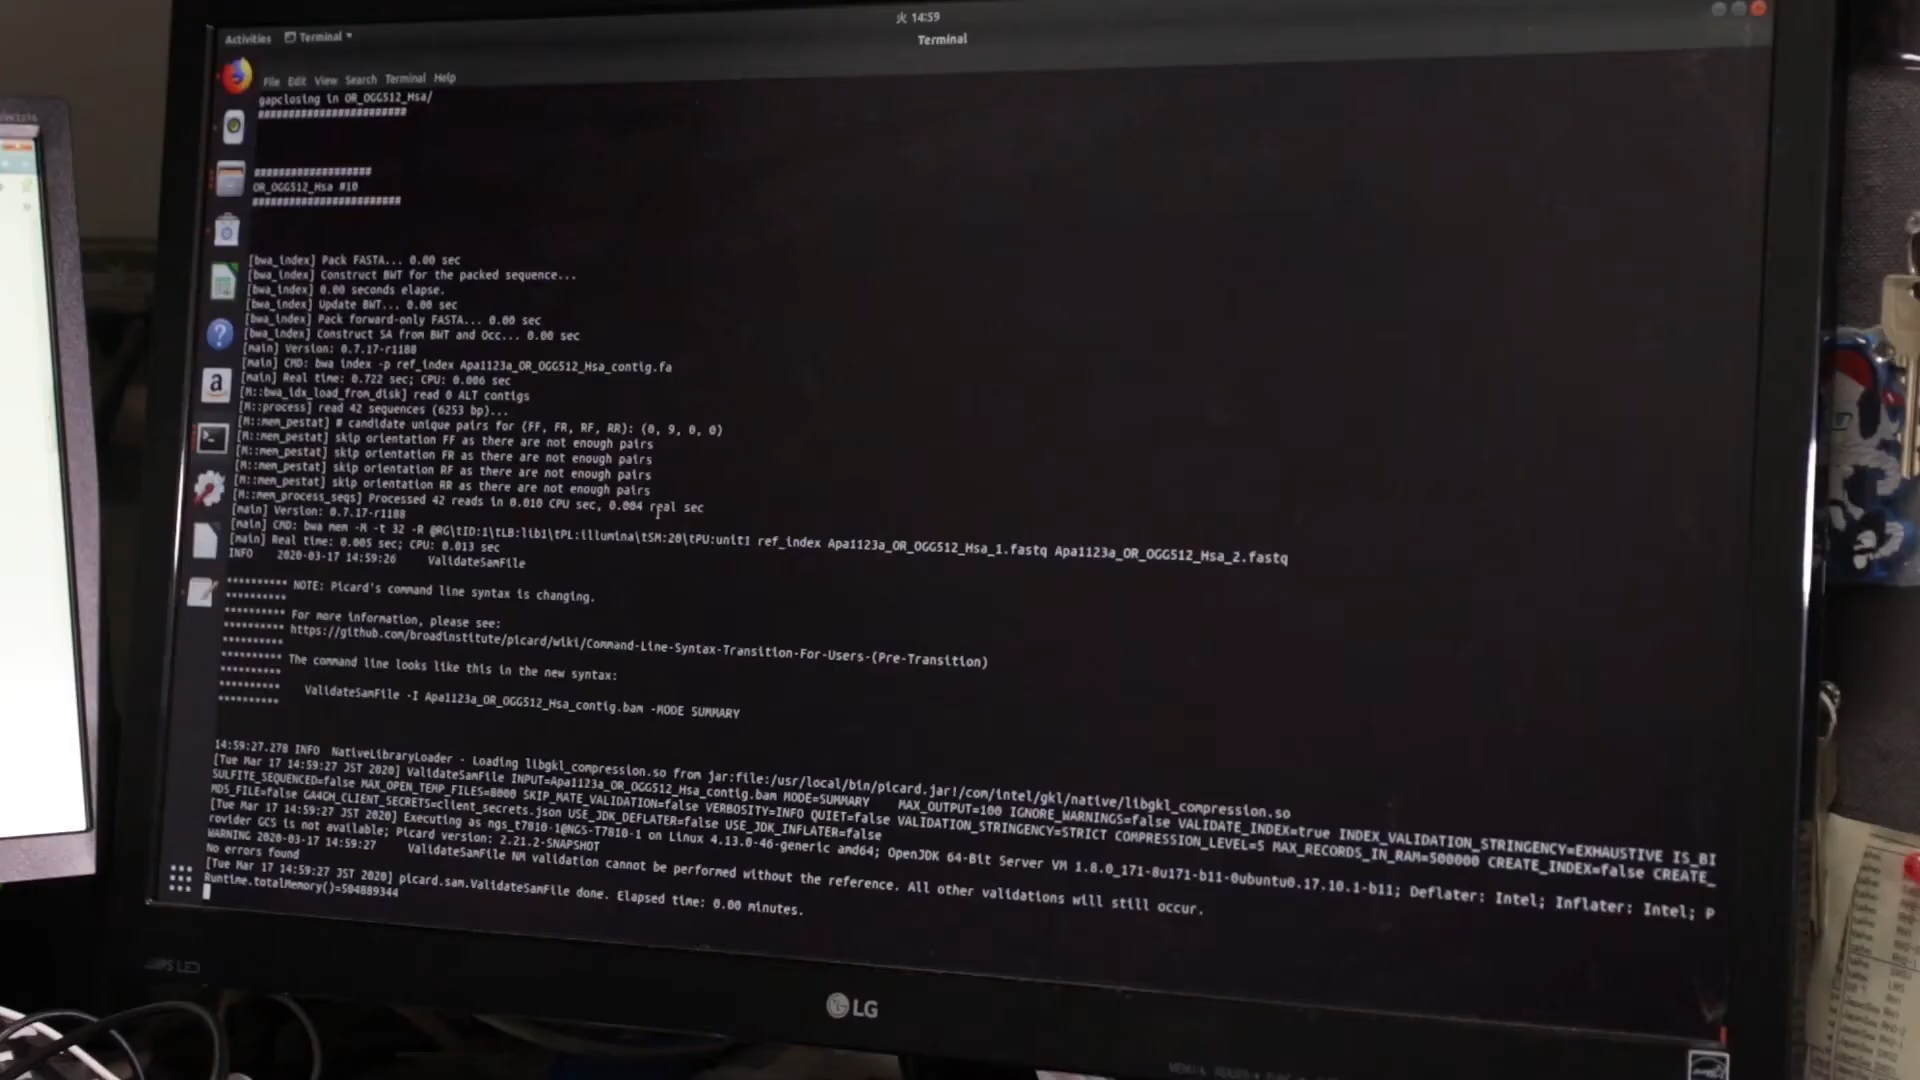 火 14:59
Activities
Terminal
Terminal
File Edit View Search Terminal Help
gapclosing in OR_OGG512_Hsa/
########################
###################
OR_OGG512_Hsa #10
########################
[bwa_index] Pack FASTA... 0.00 sec
[bwa_index] Construct BWT for the packed sequence...
[bwa_index] 0.00 seconds elapse.
[bwa_index] Update BWT... 0.00 sec
[bwa_index] Pack forward-only FASTA... 0.00 sec
[bwa_index] Construct SA from BWT and Occ... 0.00 sec
[main] Version: 0.7.17-r1188
[main] CMD: bwa index -p ref_index Apa1123a_OR_OGG512_Hsa_contig.fa
[main] Real time: 0.722 sec; CPU: 0.006 sec
[M::bwa_idx_load_from_disk] read 0 ALT contigs
[M::process] read 42 sequences (6253 bp)...
[M::mem_pestat] # candidate unique pairs for (FF, FR, RF, RR): (0, 9, 0, 0)
[M::mem_pestat] skip orientation FF as there are not enough pairs
[M::mem_pestat] skip orientation FR as there are not enough pairs
[M::mem_pestat] skip orientation RF as there are not enough pairs
[M::mem_pestat] skip orientation RR as there are not enough pairs
[M::mem_process_seqs] Processed 42 reads in 0.010 CPU sec, 0.004 real sec
[main] Version: 0.7.17-r1188
[main] CMD: bwa mem -M -t 32 -R @RG\tID:1\tLB:lib1\tPL:illumina\tSM:20\tPU:unit1 ref_index Apa1123a_OR_OGG512_Hsa_1.fastq Apa1123a_OR_OGG512_Hsa_2.fastq
[main] Real time: 0.005 sec; CPU: 0.013 sec
INFO 2020-03-17 14:59:26 ValidateSamFile
********** NOTE: Picard's command line syntax is changing.
**********
********** For more information, please see:
********** https://github.com/broadinstitute/picard/wiki/Command-Line-Syntax-Transition-For-Users-(Pre-Transition)
**********
********** The command line looks like this in the new syntax:
**********
********** ValidateSamFile -I Apa1123a_OR_OGG512_Hsa_contig.bam -MODE SUMMARY
**********
14:59:27.278 INFO NativeLibraryLoader - Loading libgkl_compression.so from jar:file:/usr/local/bin/picard.jar!/com/intel/gkl/native/libgkl_compression.so
[Tue Mar 17 14:59:27 JST 2020] ValidateSamFile INPUT=Apa1123a_OR_OGG512_Hsa_contig.bam MODE=SUMMARY MAX_OUTPUT=100 IGNORE_WARNINGS=false VALIDATE_INDEX=true INDEX_VALIDATION_STRINGENCY=EXHAUSTIVE IS_BI
SULFITE_SEQUENCED=false MAX_OPEN_TEMP_FILES=8000 SKIP_MATE_VALIDATION=false VERBOSITY=INFO QUIET=false VALIDATION_STRINGENCY=STRICT COMPRESSION_LEVEL=5 MAX_RECORDS_IN_RAM=500000 CREATE_INDEX=false CREATE_
MD5_FILE=false GA4GH_CLIENT_SECRETS=client_secrets.json USE_JDK_DEFLATER=false USE_JDK_INFLATER=false
[Tue Mar 17 14:59:27 JST 2020] Executing as ngs_t7810-1@NGS-T7810-1 on Linux 4.13.0-46-generic amd64; OpenJDK 64-Bit Server VM 1.8.0_171-8u171-b11-0ubuntu0.17.10.1-b11; Deflater: Intel; Inflater: Intel; P
rovider GCS is not available; Picard version: 2.21.2-SNAPSHOT
WARNING 2020-03-17 14:59:27 ValidateSamFile NM validation cannot be performed without the reference. All other validations will still occur.
No errors found
[Tue Mar 17 14:59:27 JST 2020] picard.sam.ValidateSamFile done. Elapsed time: 0.00 minutes.
Runtime.totalMemory()=504889344
LG